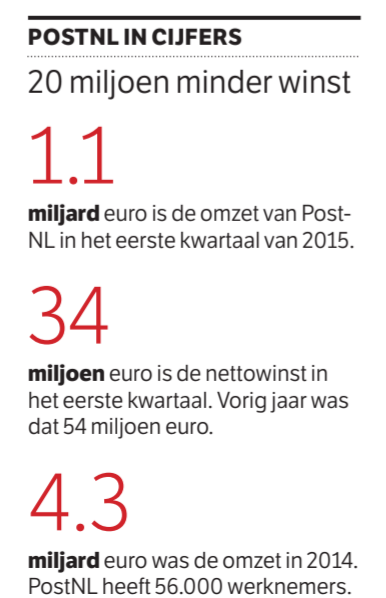 POSTNL IN CIJFERS
20 miljoen minder winst
1.1
miljard euro is de omzet van Post-
NL in het eerste kwartaal van 2015.
34
miljoen euro is de nettowinst in
het eerste kwartaal. Vorig jaar was
dat 54 miljoen euro.
4.3
miljard euro was de omzet in 2014.
PostNL heeft 56.000 werknemers.